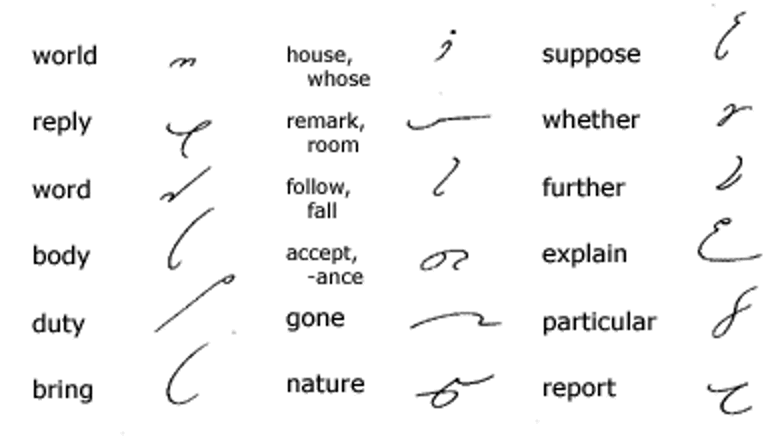 world
house,
whose
suppose
reply
remark,
room
whether
word
follow,
fall
further
body
accept,
-ance
explain
duty
gone
particular
bring
nature
report